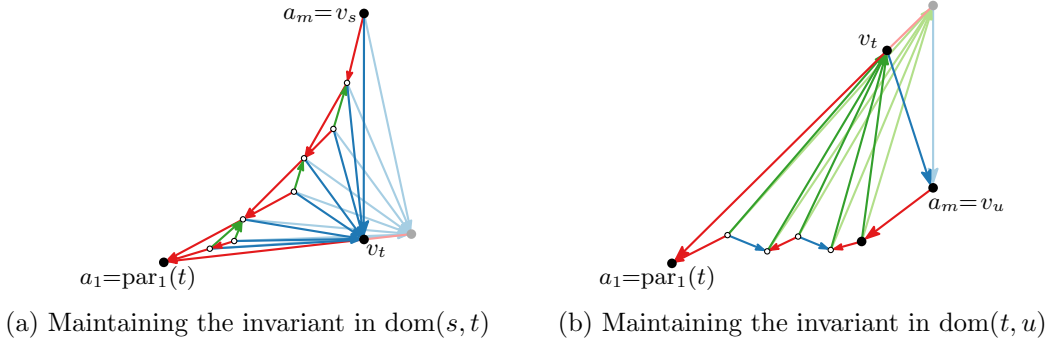 a_m=v_s
v_t
a_1=par_1(t)
(a) Maintaining the invariant in dom(s, t)
v_t
a_m=v_u
a_1=par_1(t)
(b) Maintaining the invariant in dom(t, u)